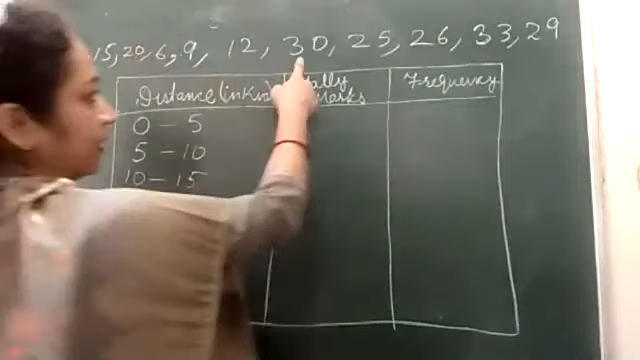 15, 20, 6, 9, 12, 30, 25, 26, 33, 29
Distance (in Frequency
0 - 5
5 - 10
10 - 15